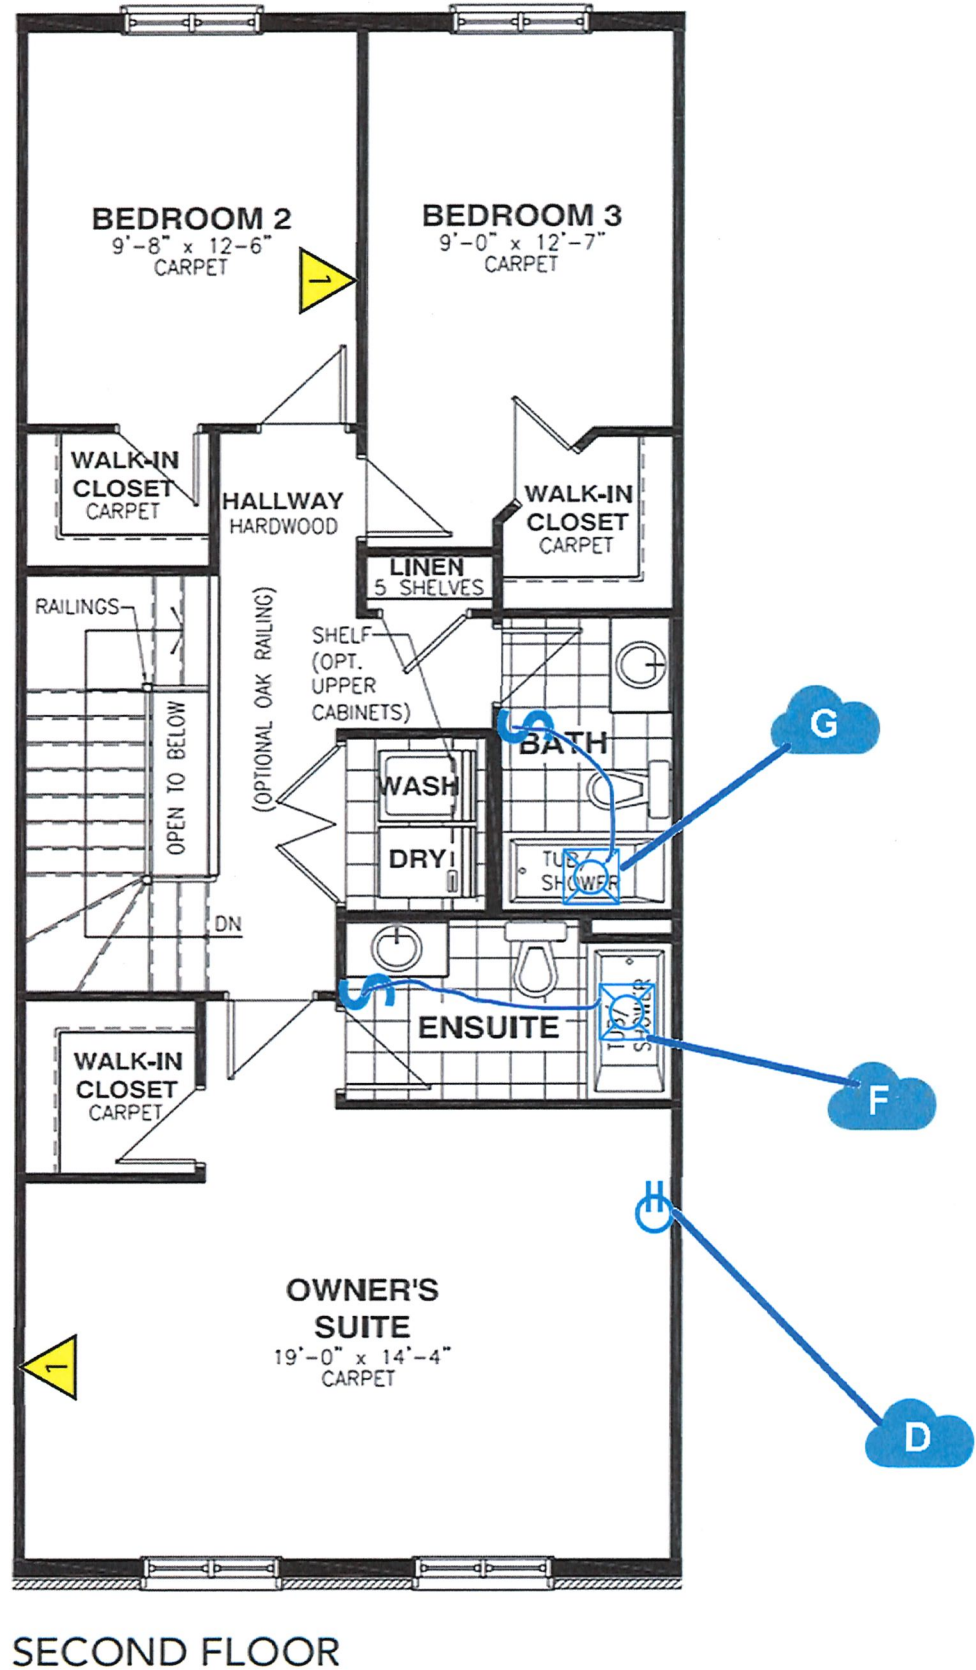 BEDROOM 2
9'-8" x 12-6"
CARPET
1
BEDROOM 3
9'-0" x 12'-7"
CARPET
WALK-IN
CLOSET
CARPET
HALLWAY
HARDWOOD
WALK-IN
CLOSET
CARPET
LINEN
5 SHELVES
RAILINGS
(OPTIONAL OAK RAILING)
SHELF
(OPT.
UPPER
CABINETS)
OPEN TO BELOW
BATH
G
WASH
DRY
TUB/
SHOWER
DN
ENSUITE
TUB/
SHOWER
F
WALK-IN
CLOSET
CARPET
OWNER'S
SUITE
19'-0" x 14'-4"
CARPET
1
D
SECOND FLOOR